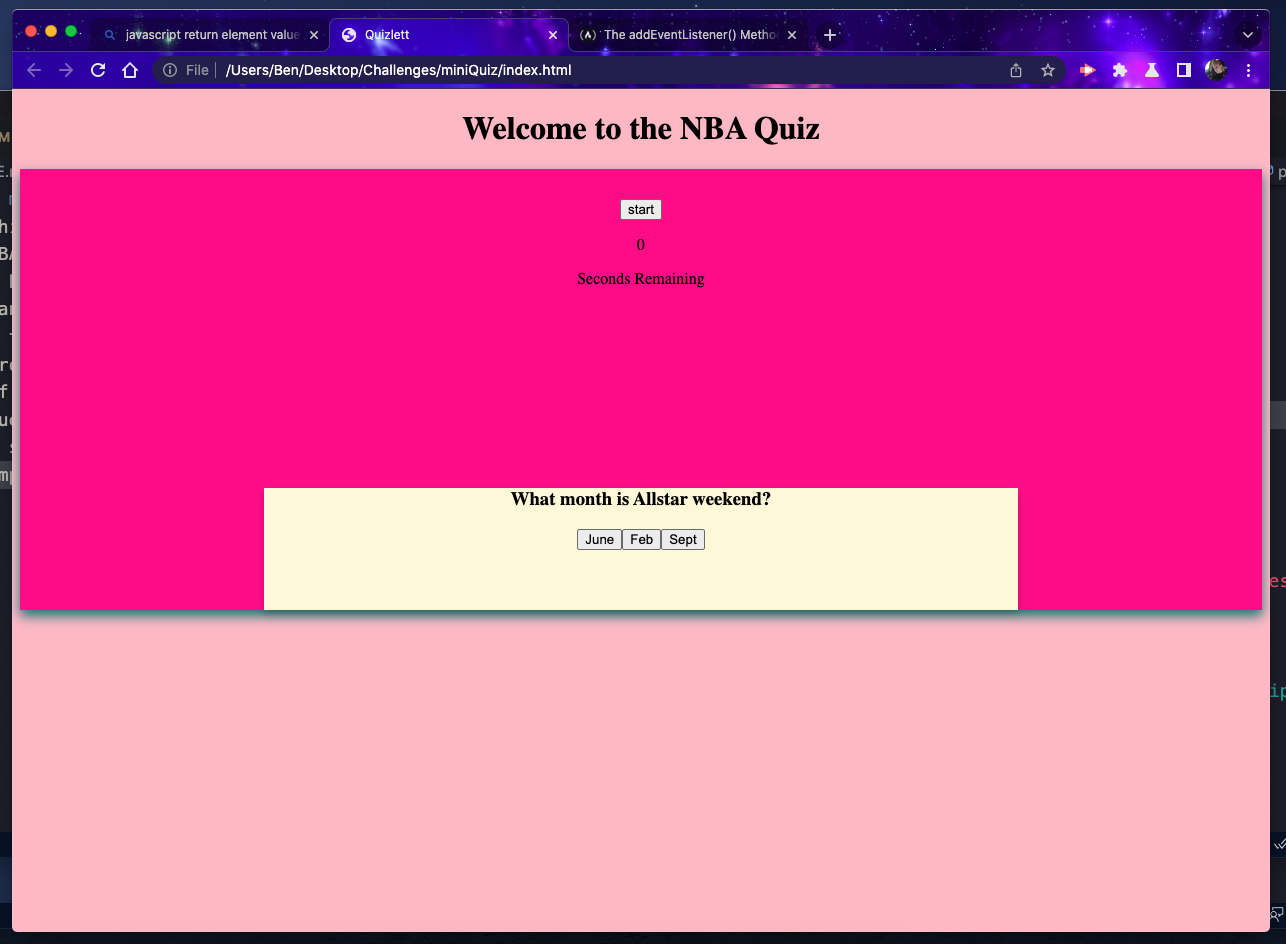 javascript return element value
Quizlett
The addEventListener() Metho
File
/Users/Ben/Desktop/Challenges/miniQuiz/index.html
Welcome to the NBA Quiz
start
0
Seconds Remaining
What month is Allstar weekend?
June Feb Sept